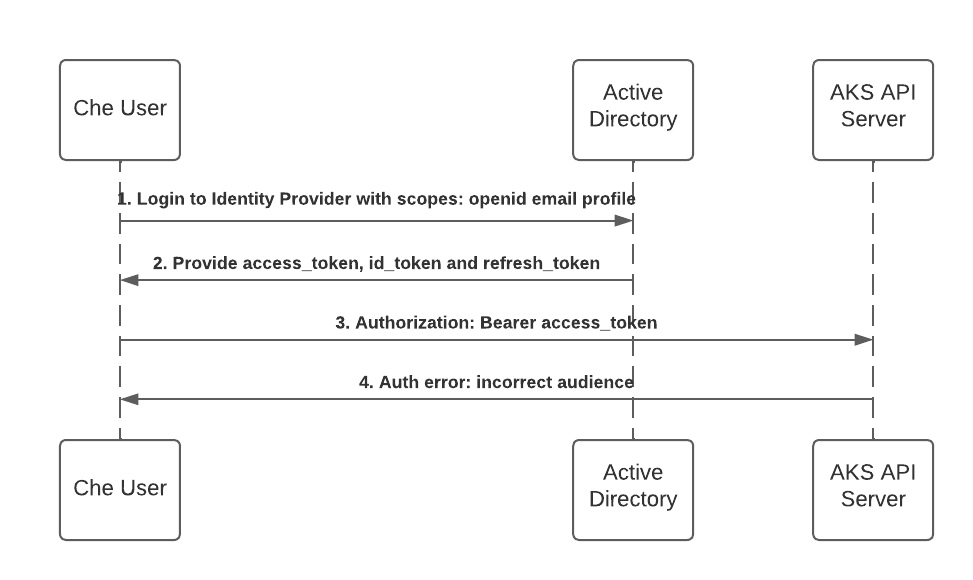 Che User
Active
Directory
AKS API
Server
1. Login to Identity Provider with scopes: openid email profile
2. Provide access_token, id_token and refresh_token
3. Authorization: Bearer access_token
4. Auth error: incorrect audience
Che User
Active
Directory
AKS API
Server